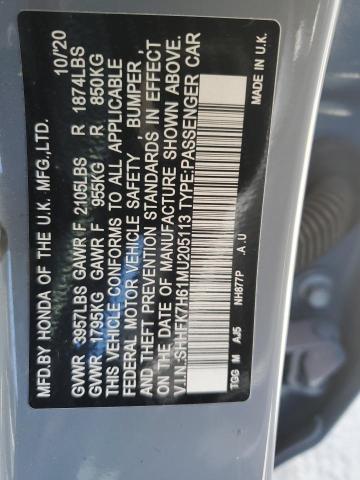 MFD.BY HONDA OF THE U.K. MFG.,LTD. 10/'20
GVWR 3957LBS GAWR F 2105LBS R 1874LBS
GVWR 1795KG GAWR F 955KG R 850KG
THIS VEHICLE CONFORMS TO ALL APPLICABLE
FEDERAL MOTOR VEHICLE SAFETY, BUMPER,
AND THEFT PREVENTION STANDARDS IN EFFECT
ON THE DATE OF MANUFACTURE SHOWN ABOVE.
V.I.N.:SHHFK7H61MU205113 TYPE:PASSENGER CAR
TGG M AJ5 NH877P .A.U MADE IN U.K.